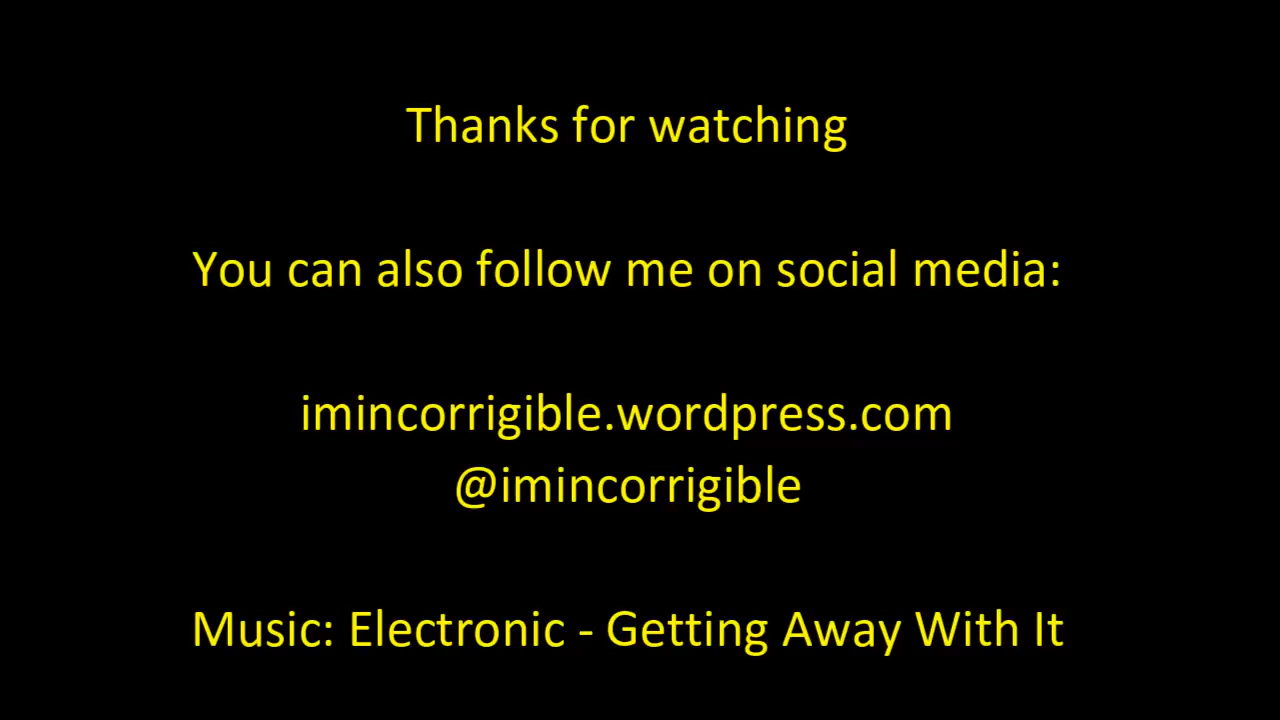 Thanks for watching
You can also follow me on social media:
imincorrigible.wordpress.com
@imincorrigible
Music: Electronic - Getting Away With It